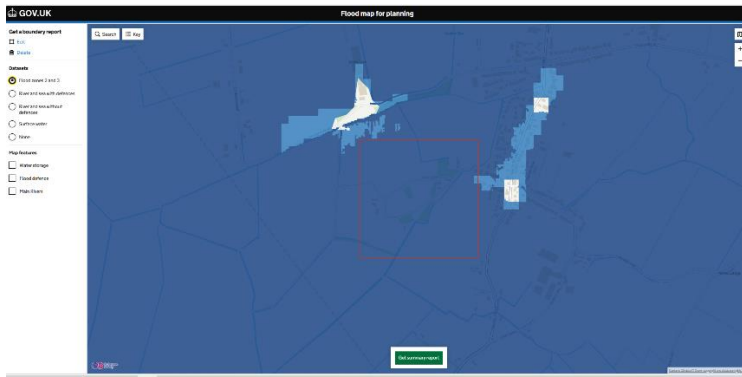 GOV.UK
Flood map for planning
Get a boundary report
Edit
Delete
Datasets
Flood zones 2 and 3
River and sea with defences
River and sea without
defences
Surface water
None
Map features
Water storage
Flood defence
Main rivers
Search
Key
Get summary report